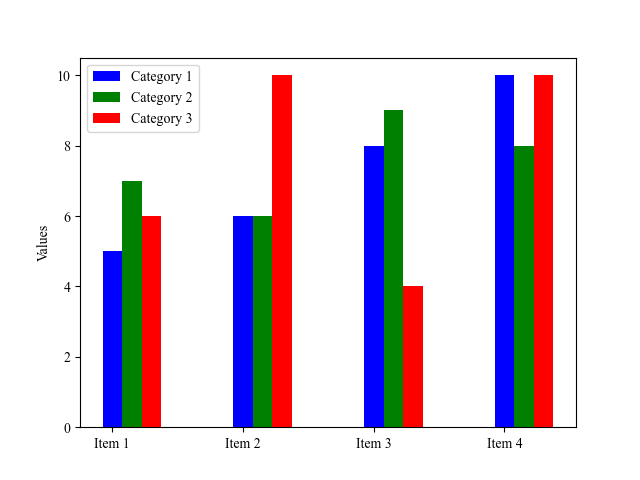 10
8
6
4
2
0
Values
Category 1
Category 2
Category 3
Item 1
Item 2
Item 3
Item 4